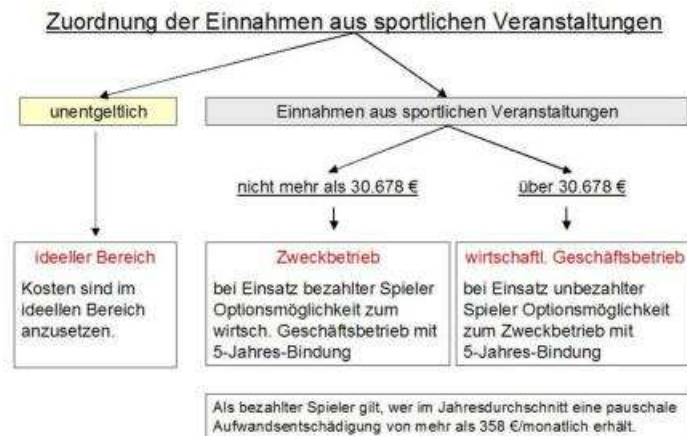 Zuordnung der Einnahmen aus sportlichen Veranstaltungen
unentgeltlich
Einnahmen aus sportlichen Veranstaltungen
nicht mehr als 30.678 €
über 30.678 €
ideeller Bereich
Kosten sind im
ideellen Bereich
anzusetzen.
Zweckbetrieb
bei Einsatz bezahlter Spieler
Optionsmöglichkeit zum
wirtsch. Geschäftsbetrieb mit
5-Jahres-Bindung
wirtschaftl. Geschäftsbetrieb
bei Einsatz unbezahlter
Spieler Optionsmöglichkeit
zum Zweckbetrieb mit
5-Jahres-Bindung
Als bezahlter Spieler gilt, wer im Jahresdurchschnitt eine pauschale
Aufwandsentschädigung von mehr als 358 €/monatlich erhält.